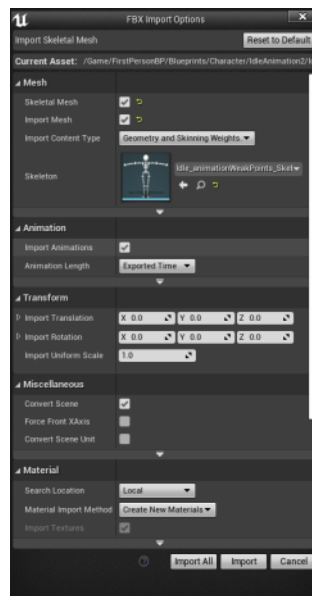 FBX Import Options
Import Skeletal Mesh Reset to Default
Current Asset: /Game/FirstPersonBP/Blueprints/Character/IdleAnimation2/I
Mesh
Skeletal Mesh
Import Mesh
Import Content Type Geometry and Skinning Weights.
Skeleton Idle_animationWeakPoints_Skel
Animation
Import Animations
Animation Length Exported Time
Transform
Import Translation X 0.0 Y 0.0 Z 0.0
Import Rotation X 0.0 Y 0.0 Z 0.0
Import Uniform Scale 1.0
Miscellaneous
Convert Scene
Force Front XAxis
Convert Scene Unit
Material
Search Location Local
Material Import Method Create New Materials
Import Textures
Import All Import Cancel